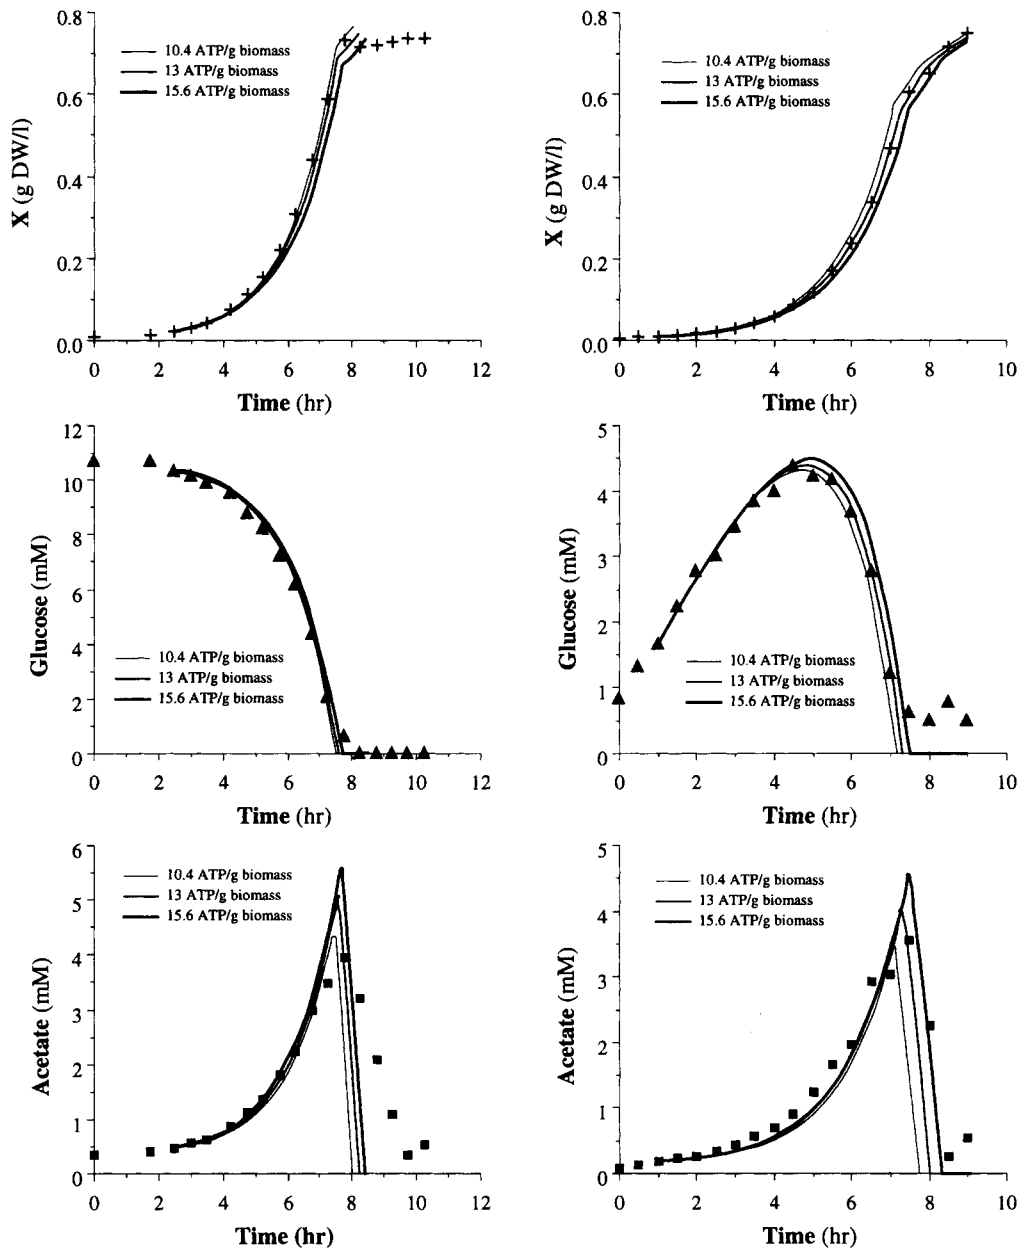 0.8
10.4 ATP/g biomass
13 ATP/g biomass
15.6 ATP/g biomass
0.6
0.4
0.2
0.0
X (g DW/l)
0 2 4 6 8 10 12
Time (hr)
0.8
10.4 ATP/g biomass
13 ATP/g biomass
15.6 ATP/g biomass
0.6
0.4
0.2
0.0
X (g DW/l)
0 2 4 6 8 10
Time (hr)
12
10
8
6
4
2
0
Glucose (mM)
10.4 ATP/g biomass
13 ATP/g biomass
15.6 ATP/g biomass
0 2 4 6 8 10 12
Time (hr)
5
4
3
2
1
0
Glucose (mM)
10.4 ATP/g biomass
13 ATP/g biomass
15.6 ATP/g biomass
0 2 4 6 8 10
Time (hr)
6
5
4
3
2
1
0
Acetate (mM)
10.4 ATP/g biomass
13 ATP/g biomass
15.6 ATP/g biomass
0 2 4 6 8 10 12
Time (hr)
5
4
3
2
1
0
Acetate (mM)
10.4 ATP/g biomass
13 ATP/g biomass
15.6 ATP/g biomass
0 2 4 6 8 10
Time (hr)